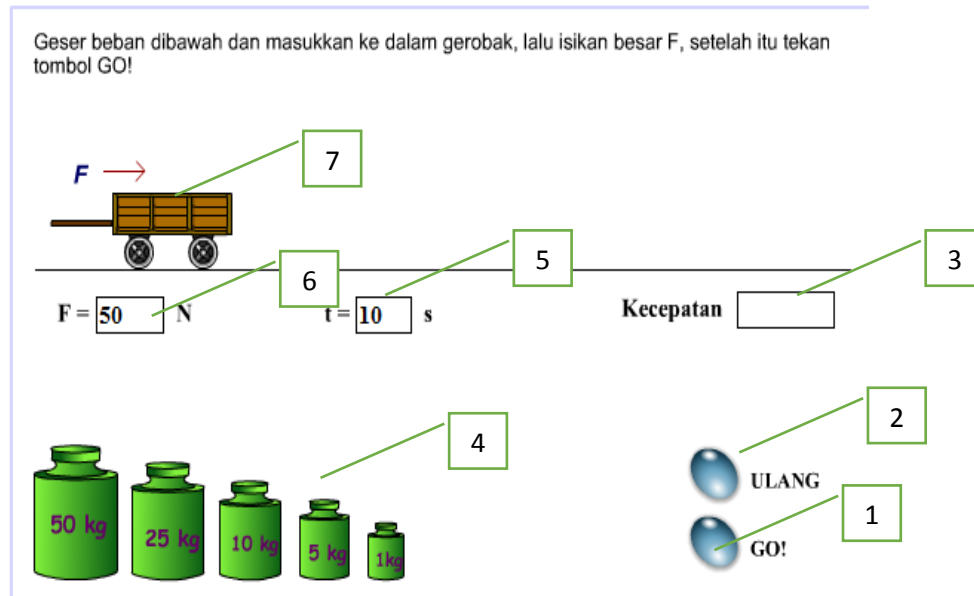 Geser beban dibawah dan masukkan ke dalam gerobak, lalu isikan besar F, setelah itu tekan
tombol GO!
7
F
5
3
6
F = 50 N
t = 10 s
Kecepatan
2
4
ULANG
1
50 kg
25 kg
10 kg
5 kg
1kg
GO!